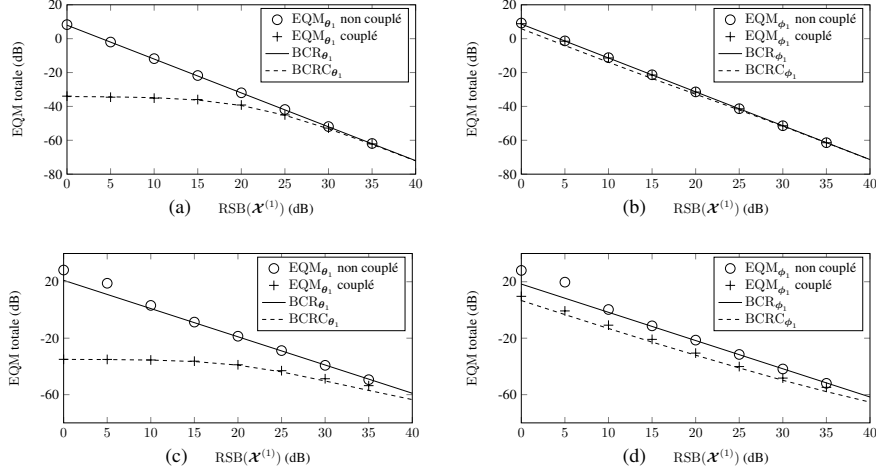 20
0
-20
-40
-60
-80
0 5 10 15 20 25 30 35 40
EQM totale (dB)
RSB(𝓧⁽¹⁾) (dB)
EQM_θ₁ non couplé
EQM_θ₁ couplé
BCR_θ₁
BCRC_θ₁
(a)
20
0
-20
-40
-60
-80
0 5 10 15 20 25 30 35 40
EQM totale (dB)
RSB(𝓧⁽¹⁾) (dB)
EQM_ϕ₁ non couplé
EQM_ϕ₁ couplé
BCR_ϕ₁
BCRC_ϕ₁
(b)
20
-20
-60
0 5 10 15 20 25 30 35 40
EQM totale (dB)
RSB(𝓧⁽¹⁾) (dB)
EQM_θ₁ non couplé
EQM_θ₁ couplé
BCR_θ₁
BCRC_θ₁
(c)
20
-20
-60
0 5 10 15 20 25 30 35 40
EQM totale (dB)
RSB(𝓧⁽¹⁾) (dB)
EQM_ϕ₁ non couplé
EQM_ϕ₁ couplé
BCR_ϕ₁
BCRC_ϕ₁
(d)